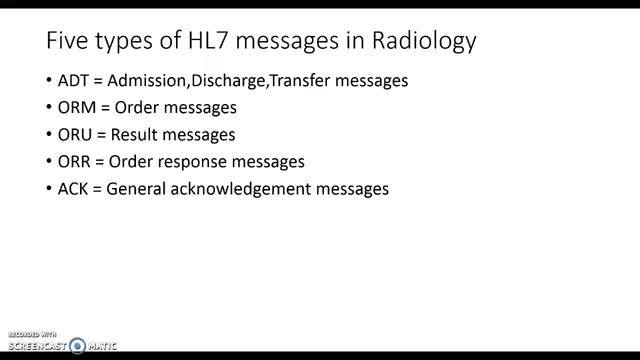 Five types of HL7 messages in Radiology
• ADT = Admission,Discharge,Transfer messages
• ORM = Order messages
• ORU = Result messages
• ORR = Order response messages
• ACK = General acknowledgement messages
RECORDED WITH
SCREENCAST MATIC